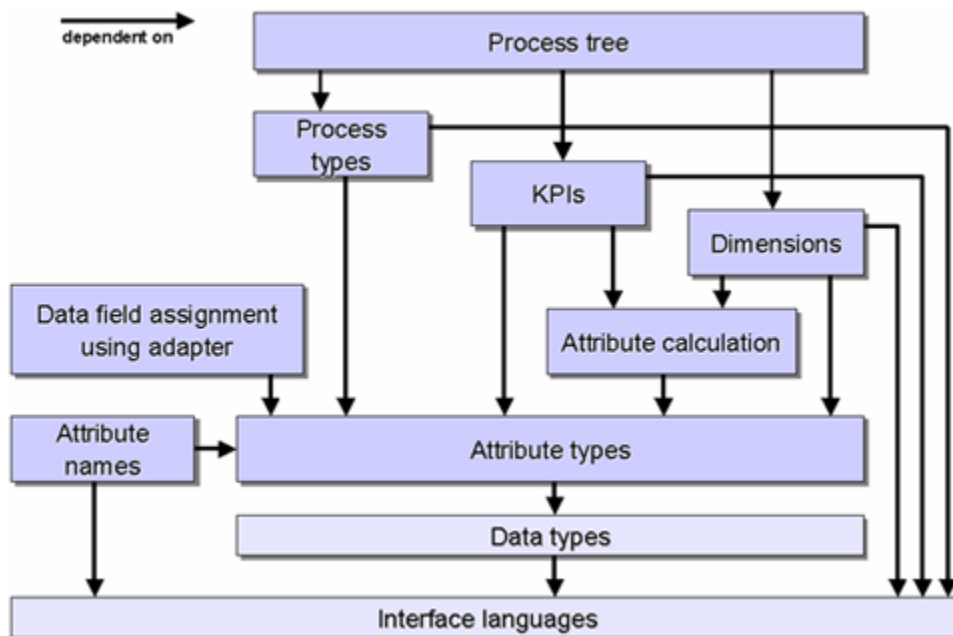 dependent on
Process tree
Process
types
KPIs
Dimensions
Data field assignment
using adapter
Attribute calculation
Attribute
names
Attribute types
Data types
Interface languages